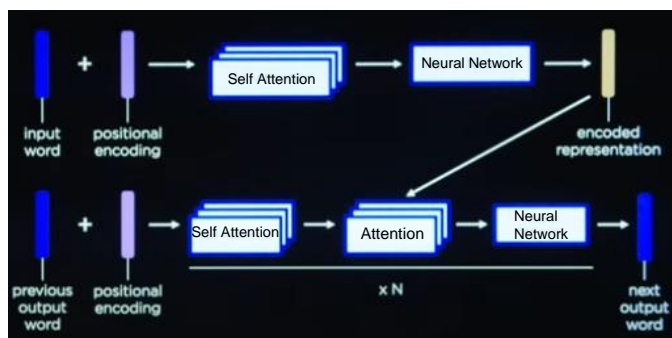 +
Self Attention
Neural Network
input
word
positional
encoding
encoded
representation
+
Self Attention
Attention
Neural
Network
x N
previous
output
word
positional
encoding
next
output
word